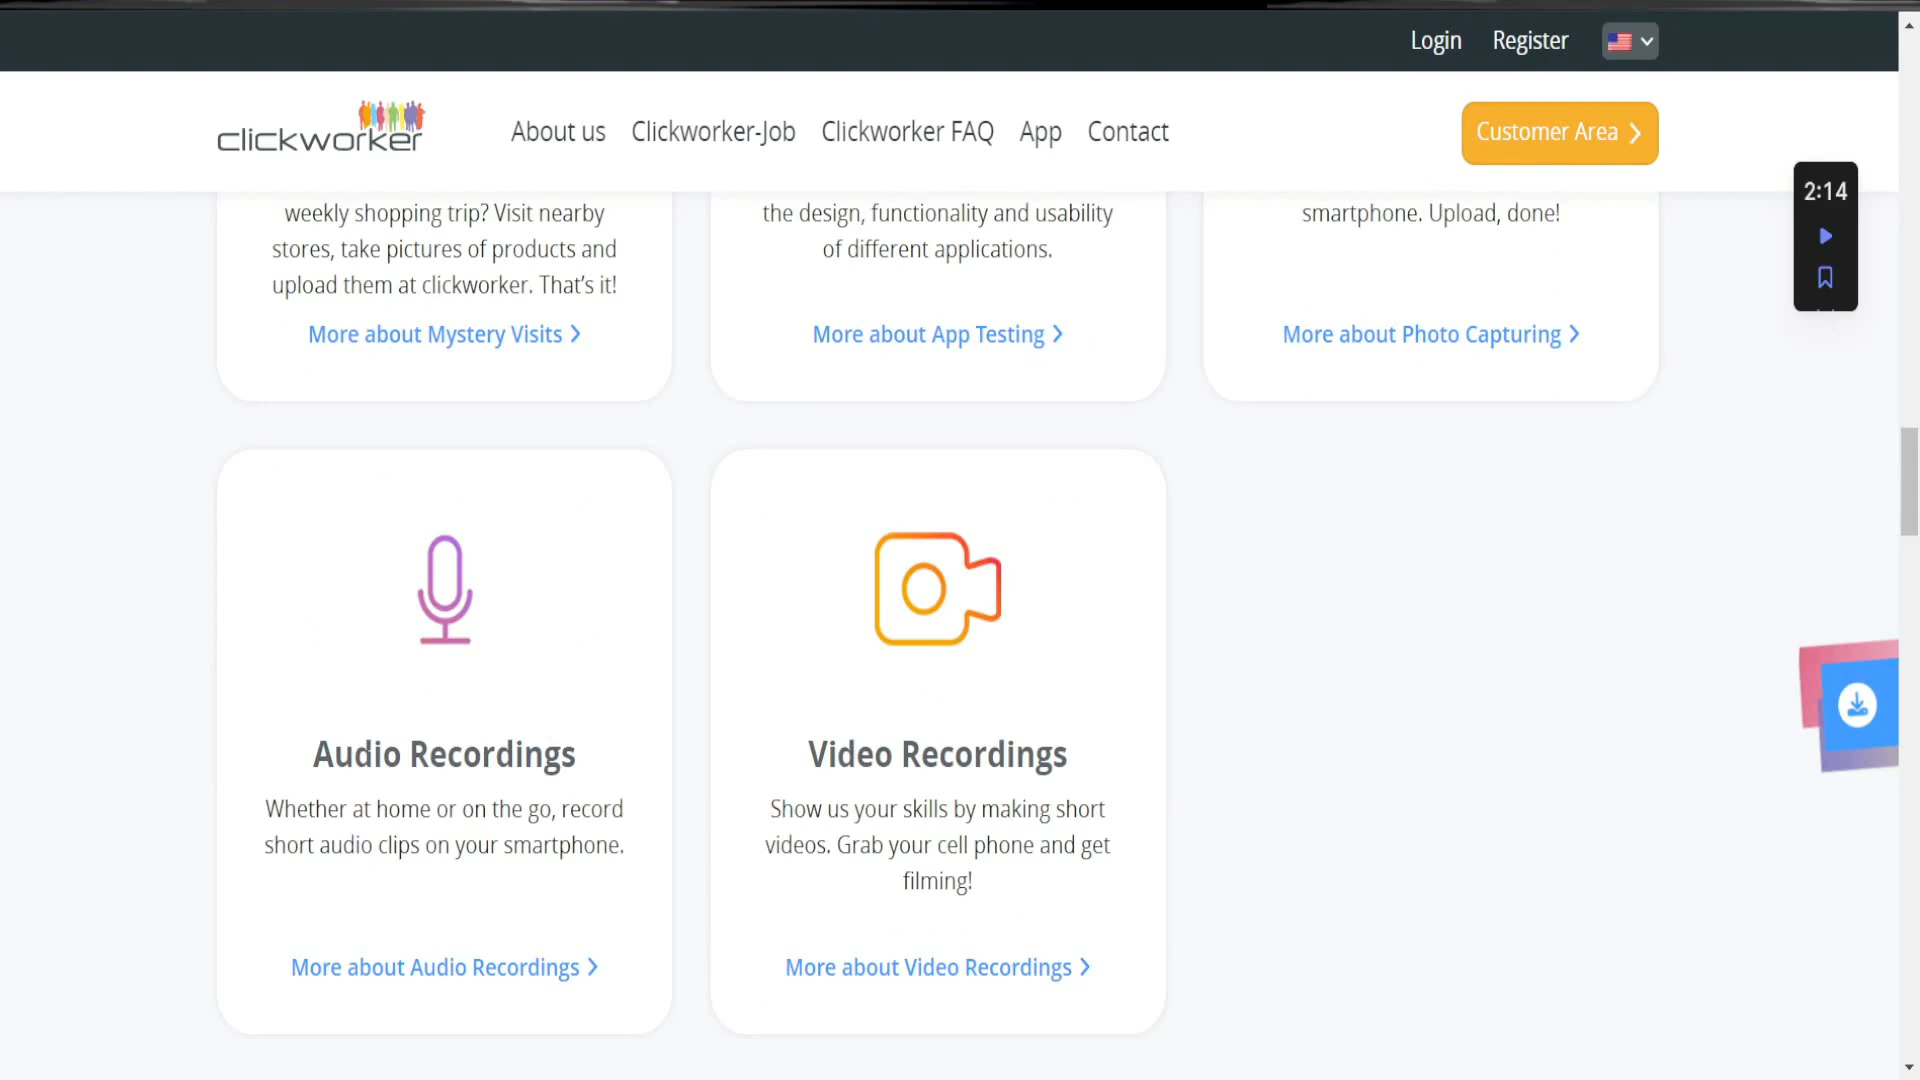 Login Register
clickworker About us Clickworker-Job Clickworker FAQ App Contact Customer Area
2:14
weekly shopping trip? Visit nearby
stores, take pictures of products and
upload them at clickworker. That’s it!
More about Mystery Visits
the design, functionality and usability
of different applications.
More about App Testing
smartphone. Upload, done!
More about Photo Capturing
Audio Recordings
Whether at home or on the go, record
short audio clips on your smartphone.
More about Audio Recordings
Video Recordings
Show us your skills by making short
videos. Grab your cell phone and get
filming!
More about Video Recordings